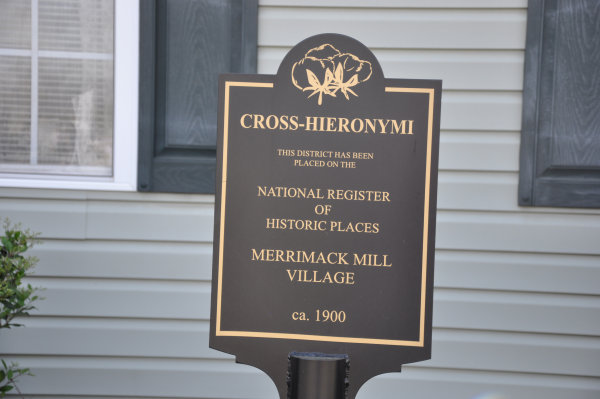 CROSS-HIERONYMI
THIS DISTRICT HAS BEEN
PLACED ON THE
NATIONAL REGISTER
OF
HISTORIC PLACES
MERRIMACK MILL
VILLAGE
ca. 1900